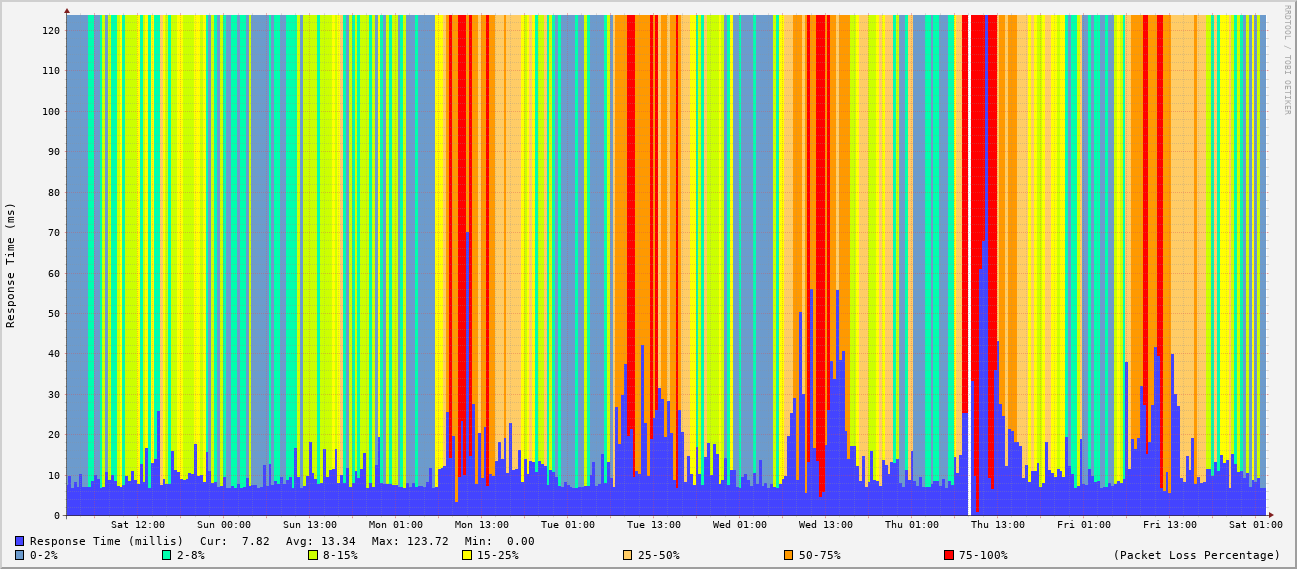 RRDTOOL / TOBI OETIKER
Response Time (ms)
120
110
100
90
80
70
60
50
40
30
20
10
0
Sat 12:00 Sun 00:00 Sun 13:00 Mon 01:00 Mon 13:00 Tue 01:00 Tue 13:00 Wed 01:00 Wed 13:00 Thu 01:00 Thu 13:00 Fri 01:00 Fri 13:00 Sat 01:00
Response Time (millis) Cur: 7.82 Avg: 13.34 Max: 123.72 Min: 0.00
0-2% 2-8% 8-15% 15-25% 25-50% 50-75% 75-100% (Packet Loss Percentage)